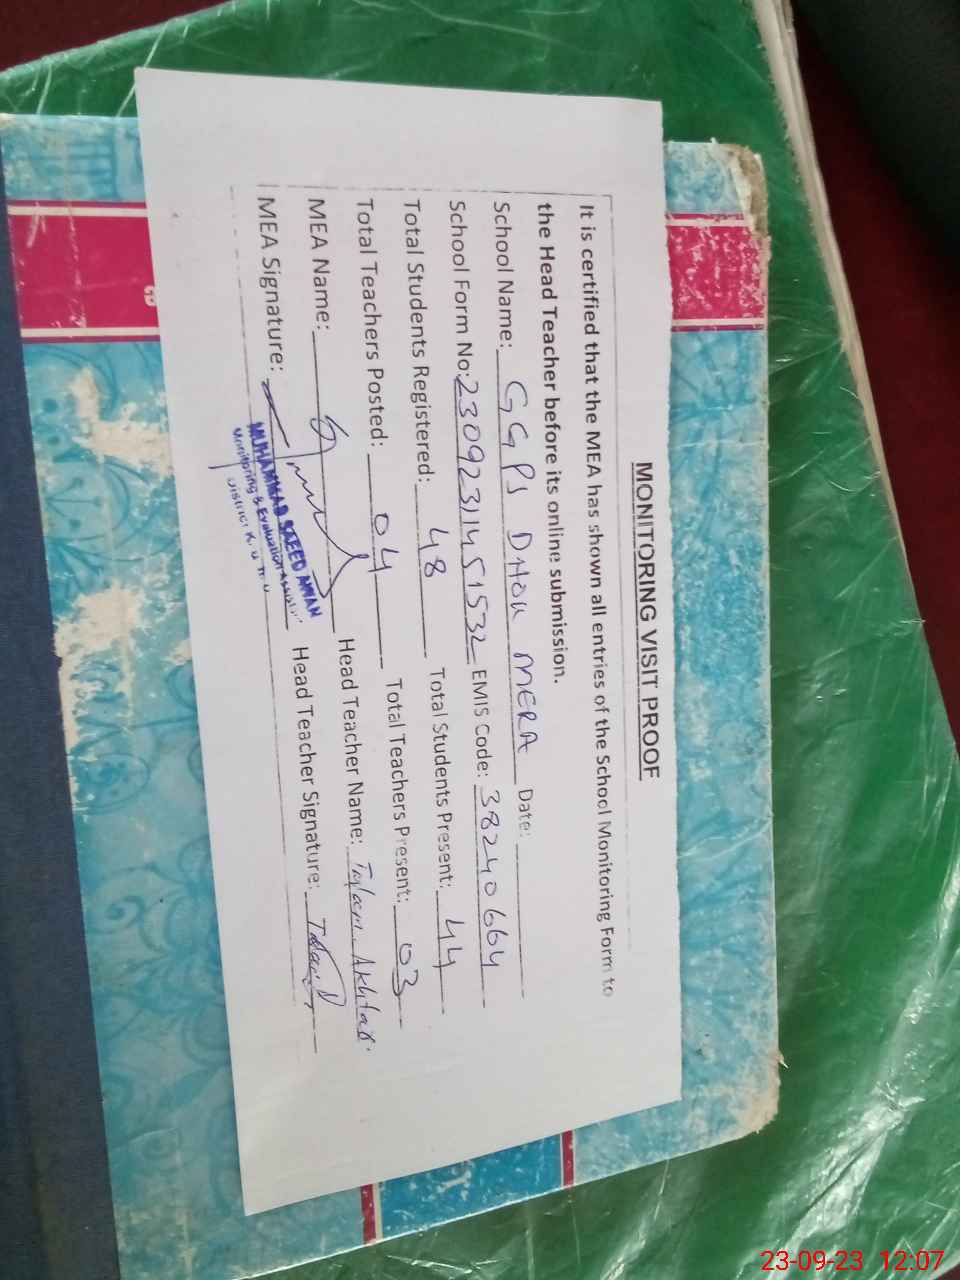 MONITORING VISIT PROOF
It is certified that the MEA has shown all entries of the School Monitoring Form to
the Head Teacher before its online submission.
School Name: GGPS DHOK MERA Date:
School Form No: 23092311451532 EMIS Code: 38240664
Total Students Registered: 48 Total Students Present: 44
Total Teachers Posted: 04 Total Teachers Present: 03
MEA Name: Head Teacher Name: Akhtar
MEA Signature: Head Teacher Signature:
MUHAMMAD SAEED AWAN
Monitoring & Evaluation
District
23-09-23 12:07